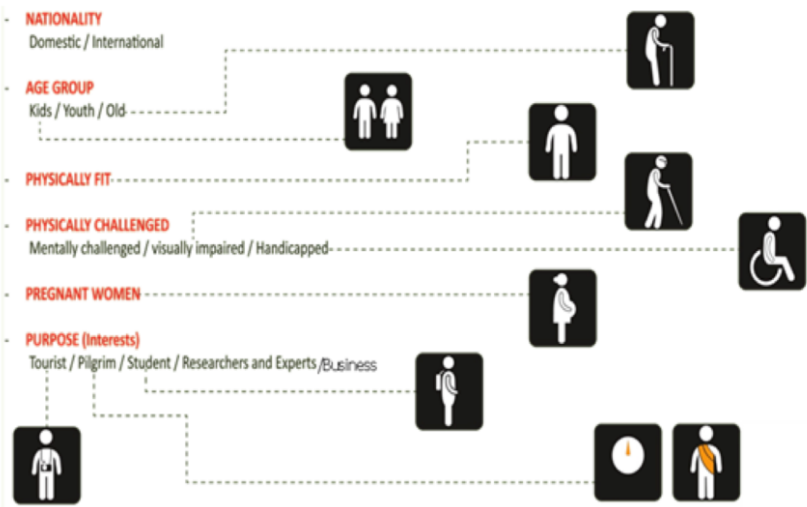 - NATIONALITY
Domestic / International
- AGE GROUP
Kids / Youth / Old
- PHYSICALLY FIT
- PHYSICALLY CHALLENGED
Mentally challenged / visually impaired / Handicapped
- PREGNANT WOMEN
- PURPOSE (Interests)
Tourist / Pilgrim / Student / Researchers and Experts/Business